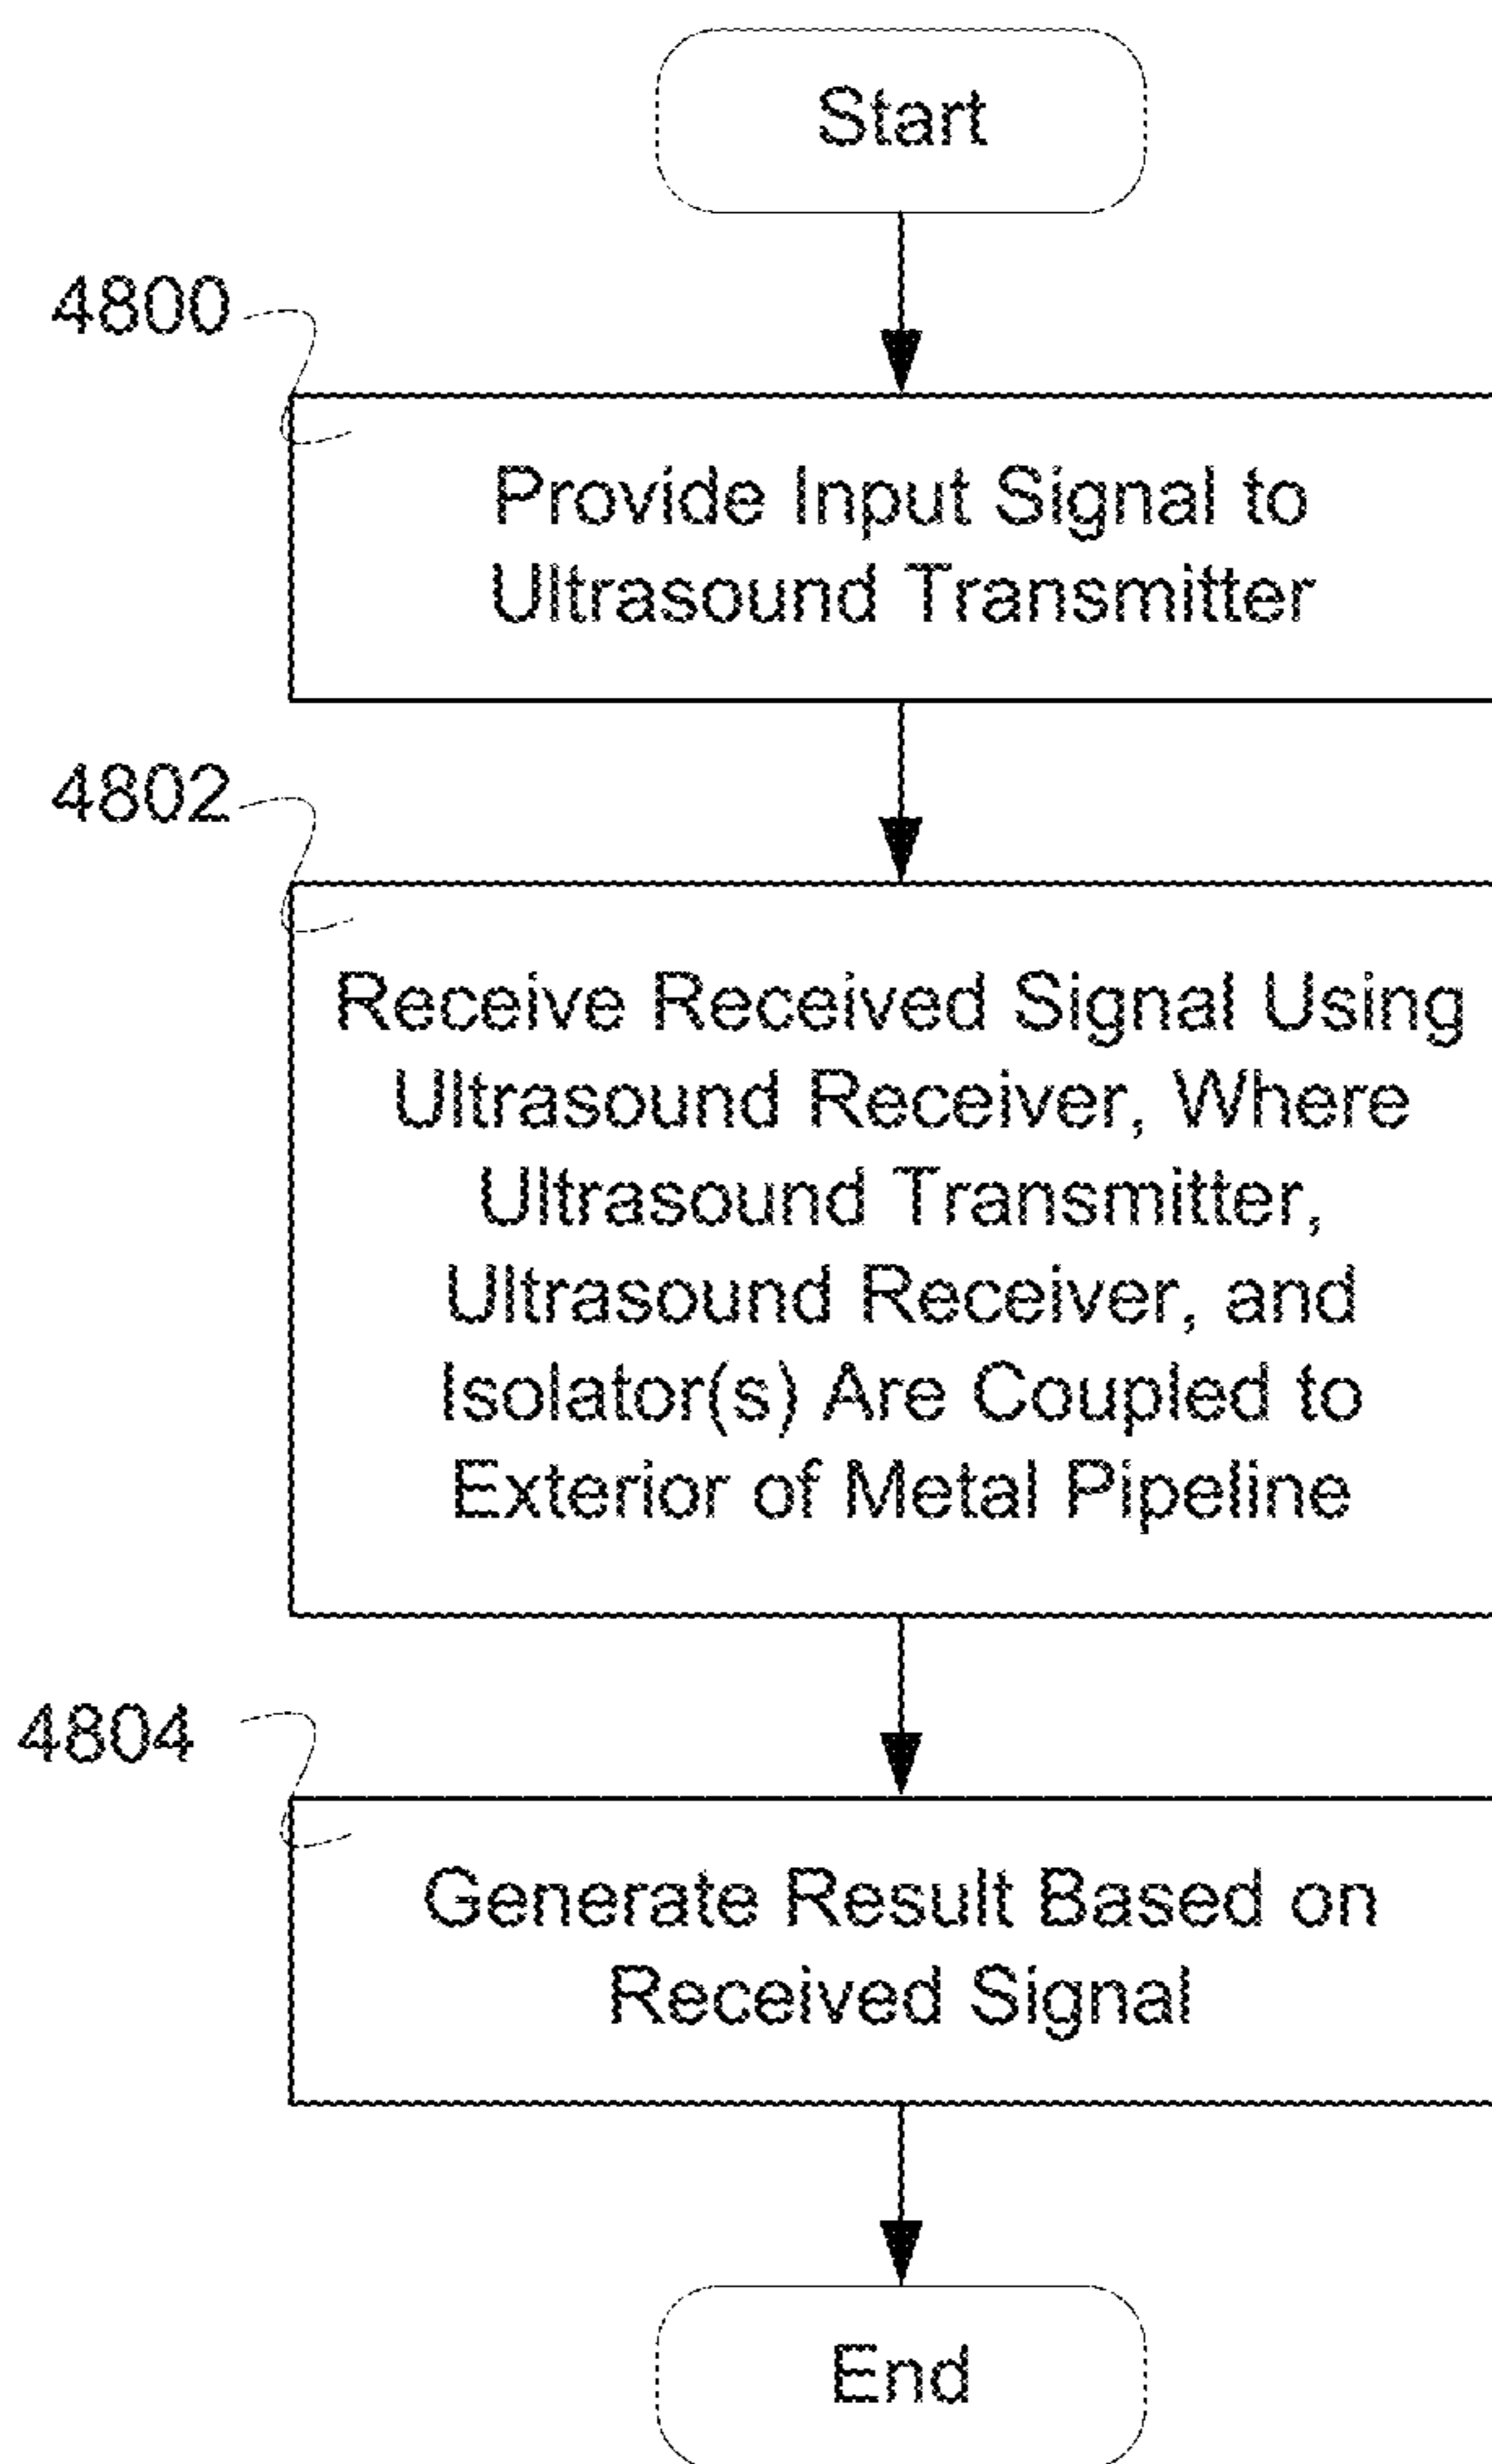 Start
4800
Provide Input Signal to
Ultrasound Transmitter
4802
Receive Received Signal Using
Ultrasound Receiver, Where
Ultrasound Transmitter,
Ultrasound Receiver, and
Isolator(s) Are Coupled to
Exterior of Metal Pipeline
4804
Generate Result Based on
Received Signal
End